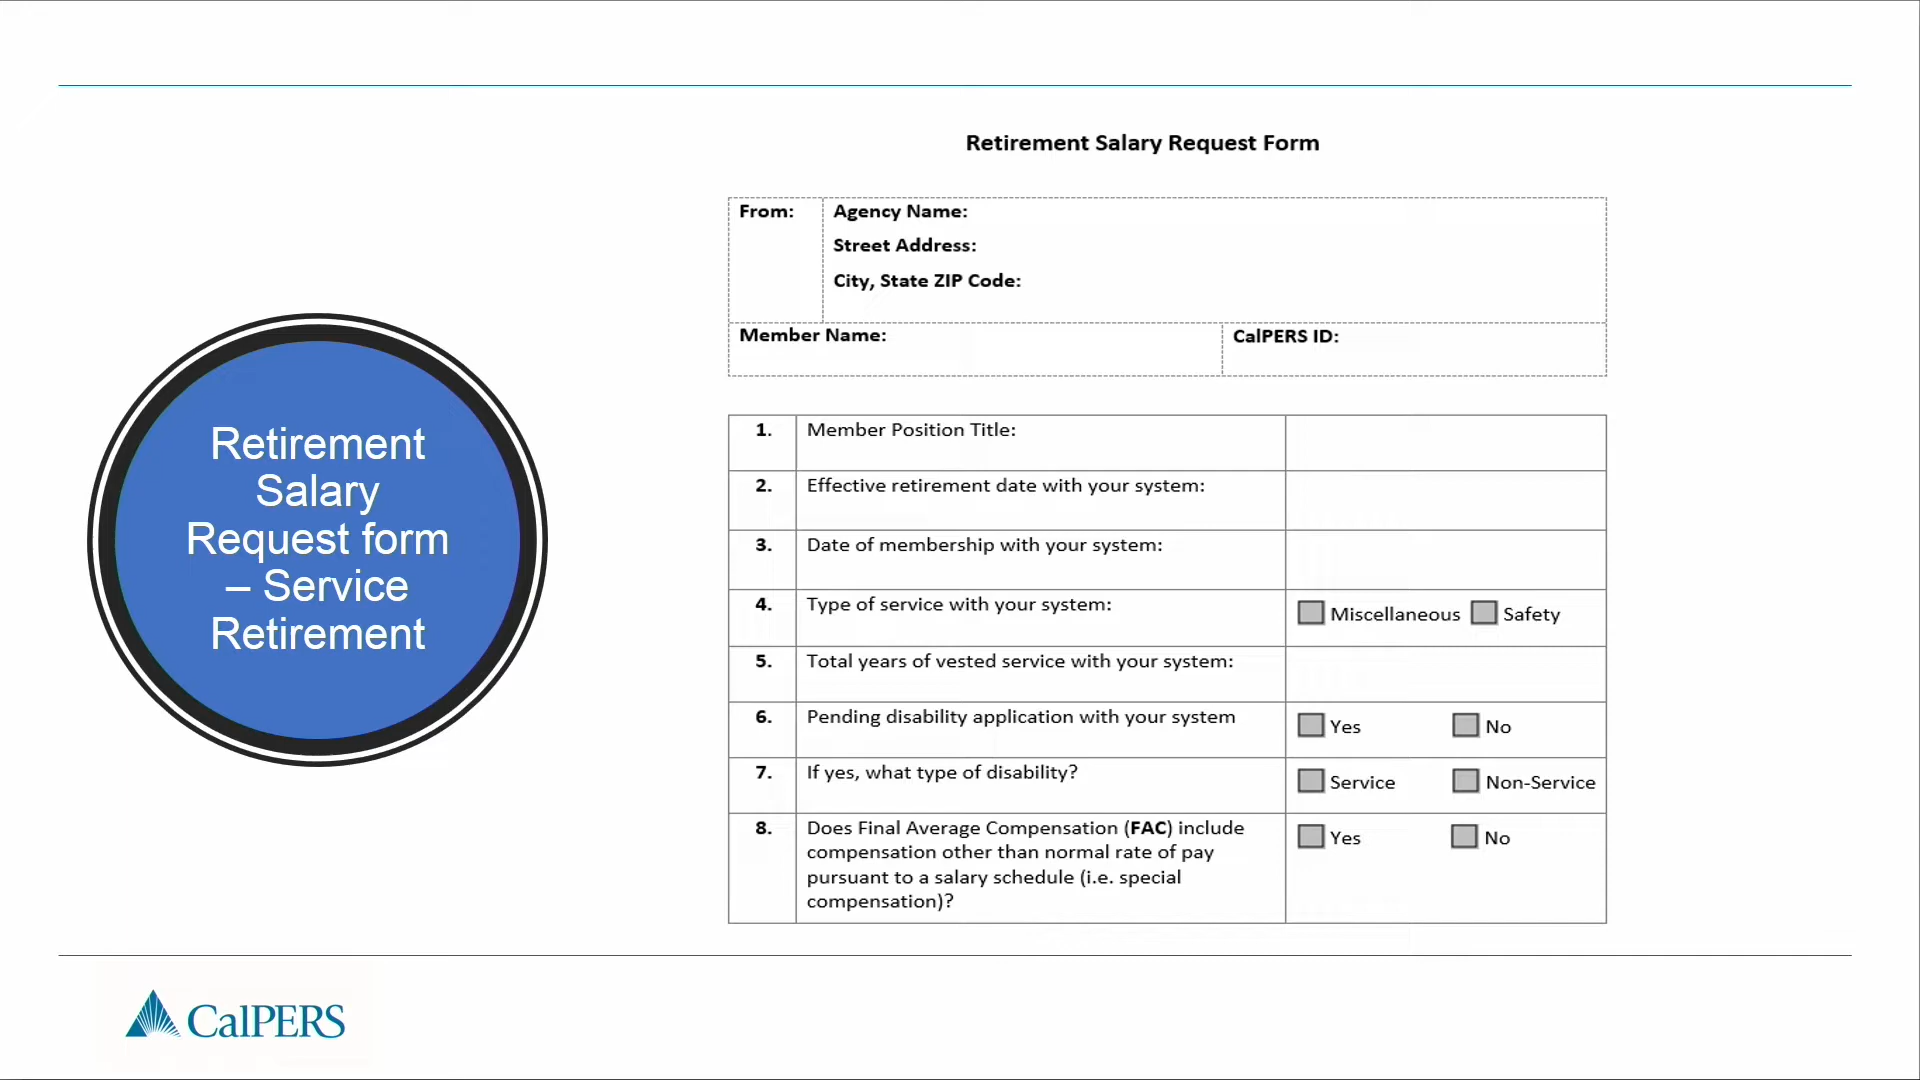 Retirement Salary Request Form
From:
Agency Name:
Street Address:
City, State ZIP Code:
Member Name:
CalPERS ID:
Retirement
Salary
Request form
– Service
Retirement
1. Member Position Title:
2. Effective retirement date with your system:
3. Date of membership with your system:
4. Type of service with your system: Miscellaneous Safety
5. Total years of vested service with your system:
6. Pending disability application with your system Yes No
7. If yes, what type of disability? Service Non-Service
8. Does Final Average Compensation (FAC) include Yes No
compensation other than normal rate of pay
pursuant to a salary schedule (i.e. special
compensation)?
CalPERS